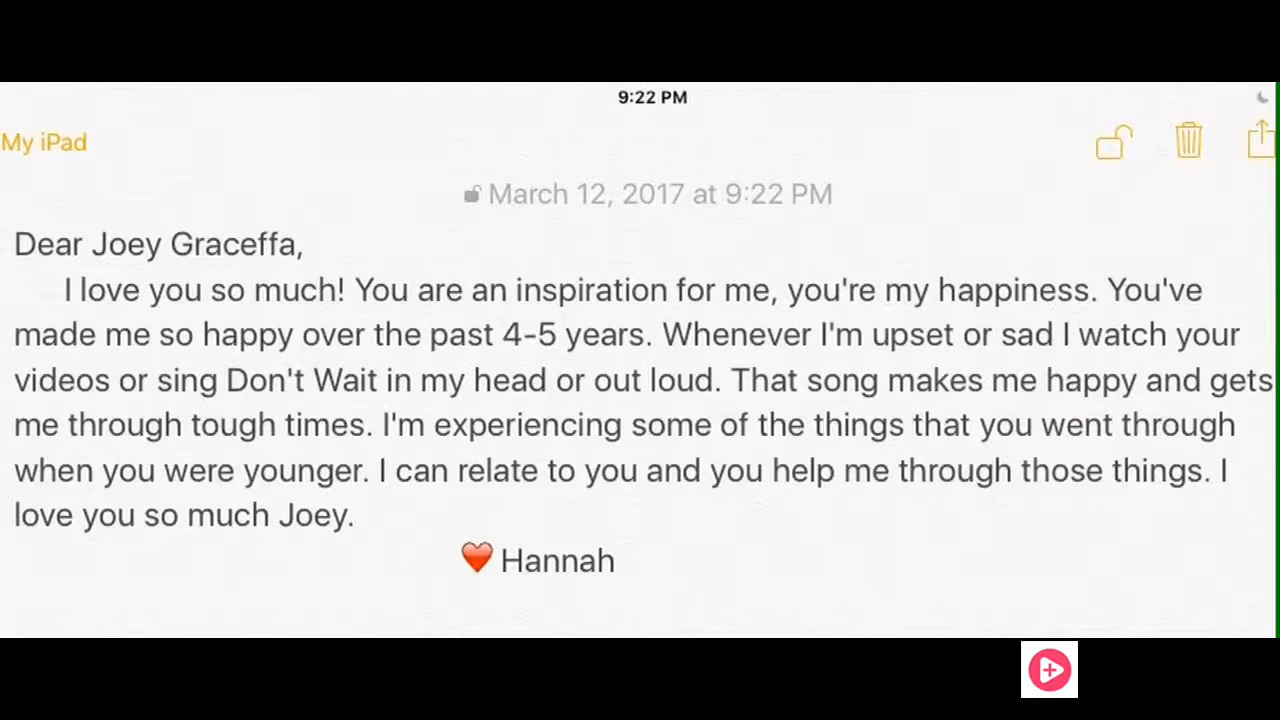 9:22 PM
My iPad
March 12, 2017 at 9:22 PM
Dear Joey Graceffa,
I love you so much! You are an inspiration for me, you're my happiness. You've
made me so happy over the past 4-5 years. Whenever I'm upset or sad I watch your
videos or sing Don't Wait in my head or out loud. That song makes me happy and gets
me through tough times. I'm experiencing some of the things that you went through
when you were younger. I can relate to you and you help me through those things. I
love you so much Joey.
❤️ Hannah